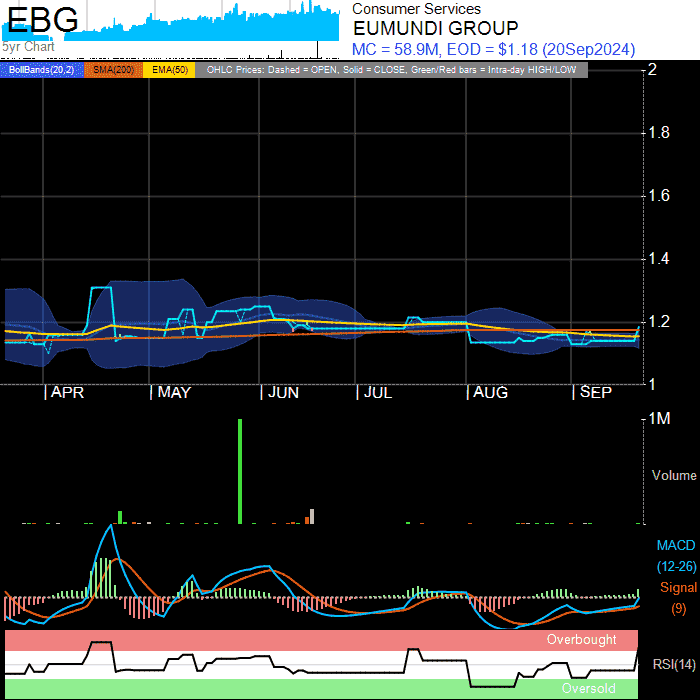 EBG
5yr Chart
Consumer Services
EUMUNDI GROUP
MC = 58.9M, EOD = $1.18 (20Sep2024)
BollBands(20,2) SMA(200) EMA(50) OHLC Prices: Dashed = OPEN, Solid = CLOSE, Green/Red bars = Intra-day HIGH/LOW
2
1.8
1.6
1.4
1.2
1
APR MAY JUN JUL AUG SEP
1M
Volume
MACD
(12-26)
Signal
(9)
Overbought
RSI(14)
Oversold